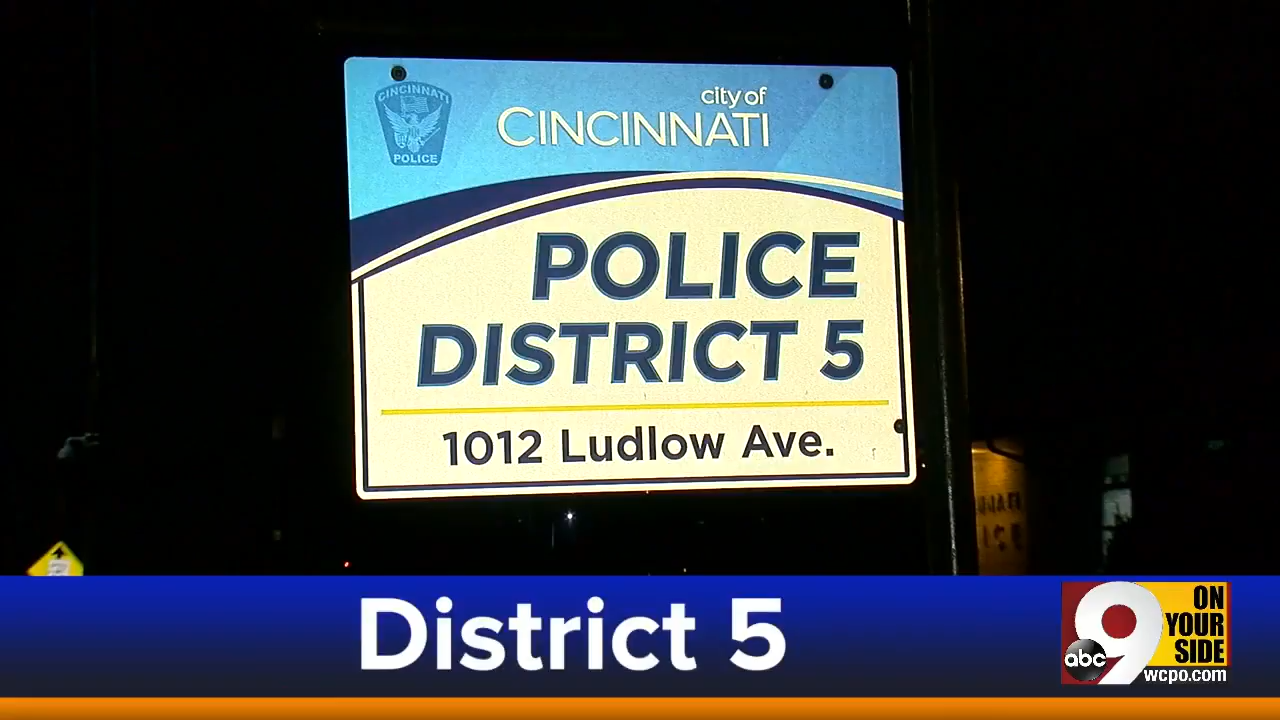 CINCINNATI
POLICE
city of
CINCINNATI
POLICE
DISTRICT 5
1012 Ludlow Ave.
District 5
abc
9
ON
YOUR
SIDE
wcpo.com